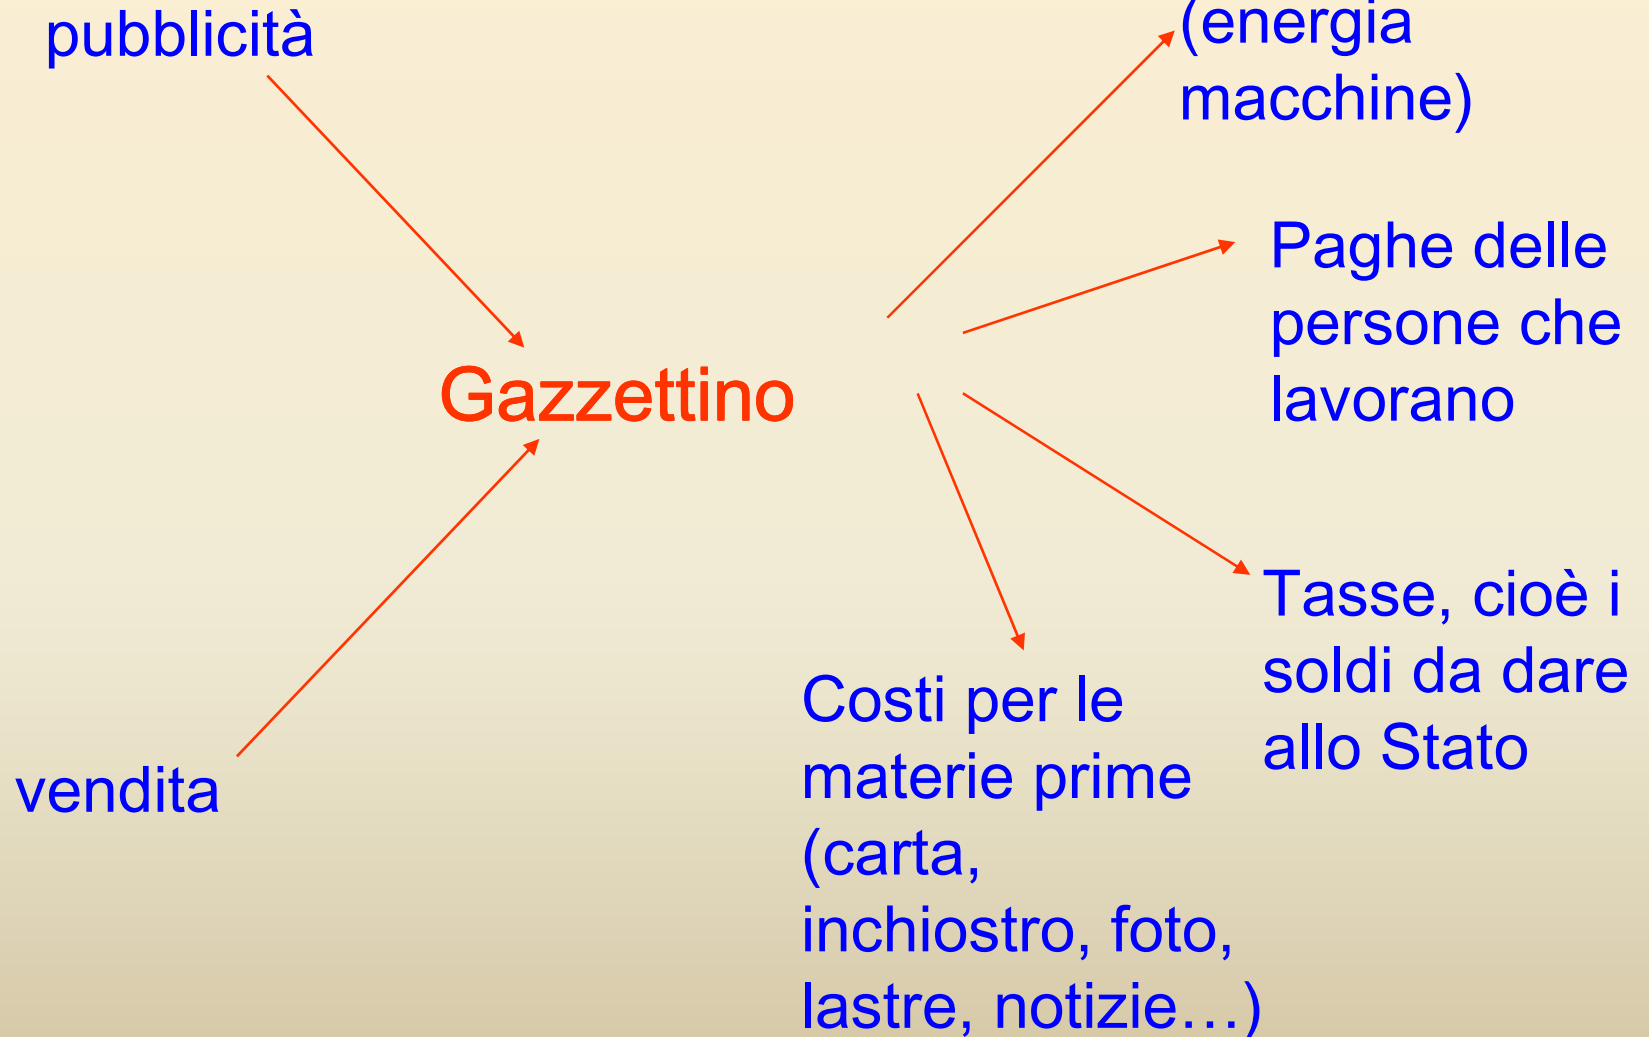 pubblicità
(energia
macchine)
Paghe delle
persone che
lavorano
Gazzettino
Tasse, cioè i
soldi da dare
allo Stato
Costi per le
materie prime
(carta,
inchiostro, foto,
lastre, notizie…)
vendita